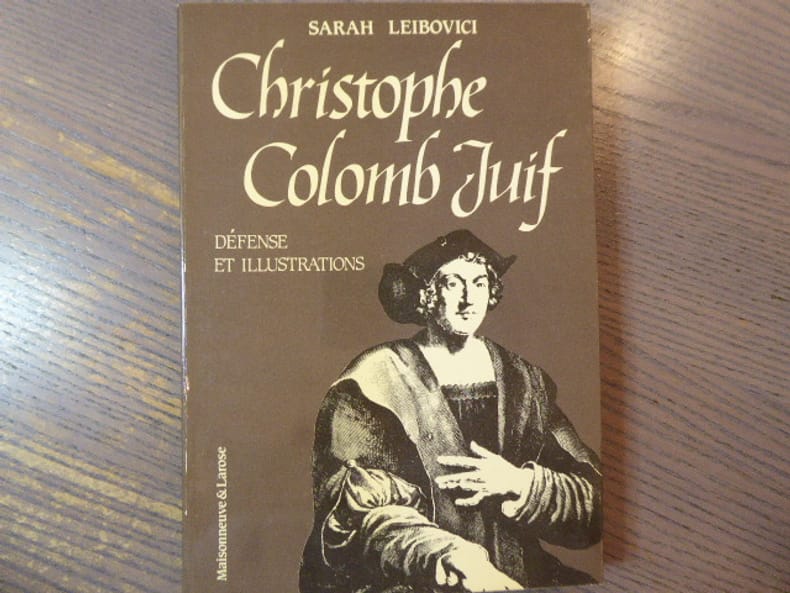 SARAH LEIBOVICI
Christophe
Colomb Juif
DÉFENSE
ET ILLUSTRATIONS
Maisonneuve & Larose